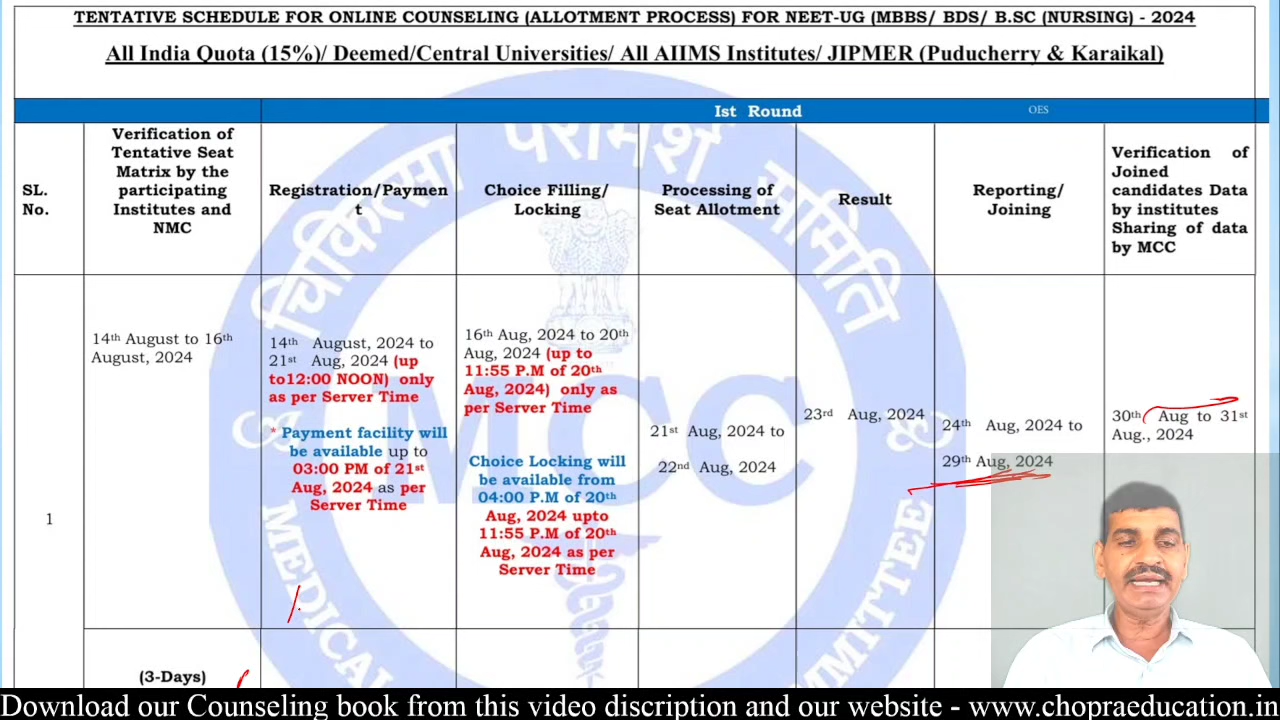 TENTATIVE SCHEDULE FOR ONLINE COUNSELING (ALLOTMENT PROCESS) FOR NEET-UG (MBBS/ BDS/ B.SC (NURSING) - 2024
All India Quota (15%)/ Deemed/Central Universities/ All AIIMS Institutes/ JIPMER (Puducherry & Karaikal)
Ist Round
OES
SL.
No.
Verification of
Tentative Seat
Matrix by the
participating
Institutes and
NMC
Registration/Paymen
t
Choice Filling/
Locking
Processing of
Seat Allotment
Result
Reporting/
Joining
Verification of
Joined
candidates Data
by institutes
Sharing of data
by MCC
1
14th August to 16th
August, 2024
14th August, 2024 to
21st Aug, 2024 (up
to12:00 NOON) only
as per Server Time
* Payment facility will
be available up to
03:00 PM of 21st
Aug, 2024 as per
Server Time
16th Aug, 2024 to 20th
Aug, 2024 (up to
11:55 P.M of 20th
Aug, 2024) only as
per Server Time
Choice Locking will
be available from
04:00 P.M of 20th
Aug, 2024 upto
11:55 P.M of 20th
Aug, 2024 as per
Server Time
21st Aug, 2024 to
22nd Aug, 2024
23rd Aug, 2024
24th Aug, 2024 to
29th Aug, 2024
30th Aug to 31st
Aug., 2024
(3-Days)
चिकित्सा परामर्श समिति
MCC
MEDICAL
MMITTEE
Download our Counseling book from this video discription and our website - www.chopraeducation.in